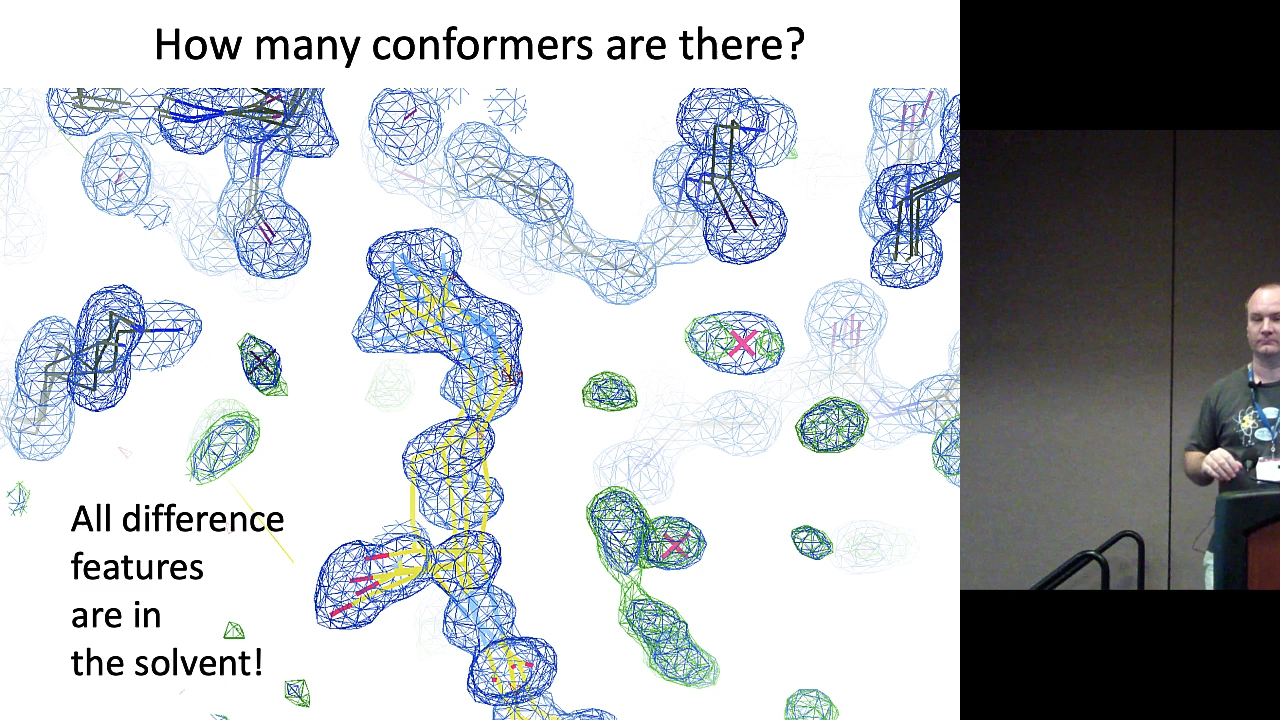 How many conformers are there?
All difference
features
are in
the solvent!